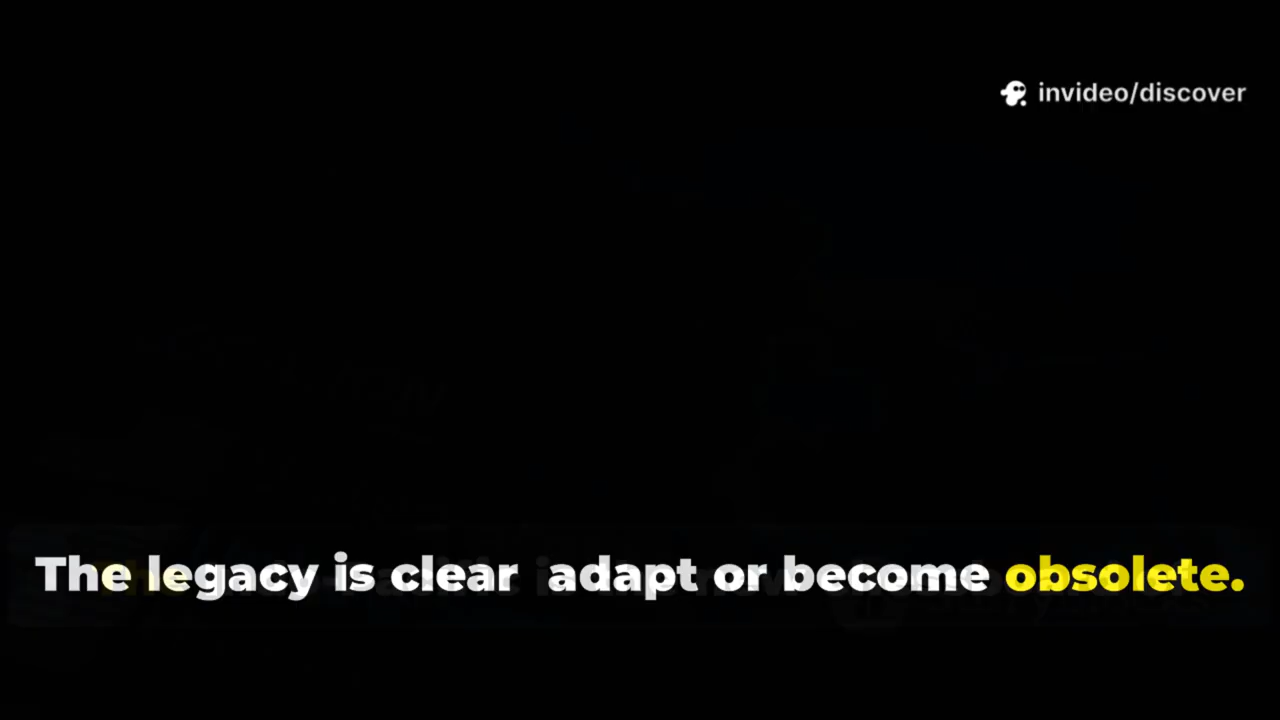 invideo/discover
The legacy is clear  adapt or become obsolete.